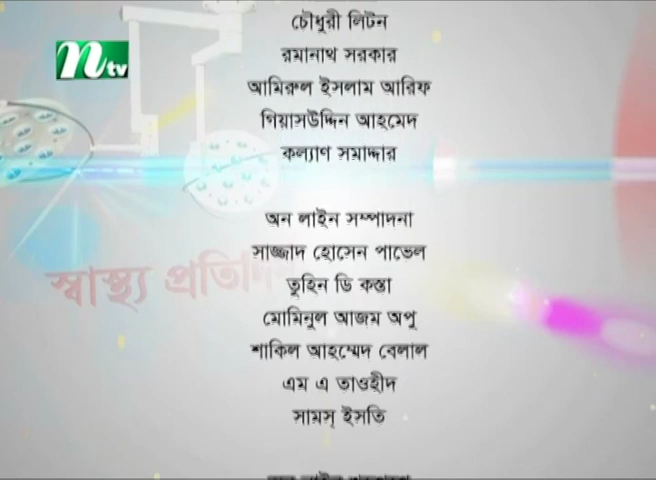 চৌধুরী লিটন
ntv
রমানাথ সরকার
আমিরুল ইসলাম আরিফ
গিয়াসউদ্দিন আহমেদ
কল্যাণ সমাদ্দার
অন লাইন সম্পাদনা
সাজ্জাদ হোসেন পাভেল
স্বাস্থ্য প্রতিদিন
তুহিন ডি কস্তা
মোমিনুল আজম অপু
শাকিল আহম্মেদ বেলাল
এম এ তাওহীদ
সামস্ ইসতি